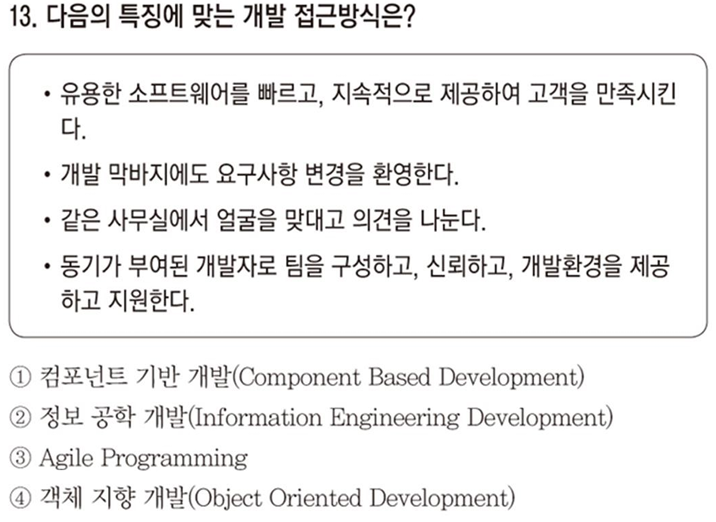 13. 다음의 특징에 맞는 개발 접근방식은?
• 유용한 소프트웨어를 빠르고, 지속적으로 제공하여 고객을 만족시킨
다.
• 개발 막바지에도 요구사항 변경을 환영한다.
• 같은 사무실에서 얼굴을 맞대고 의견을 나눈다.
• 동기가 부여된 개발자로 팀을 구성하고, 신뢰하고, 개발환경을 제공
하고 지원한다.
① 컴포넌트 기반 개발(Component Based Development)
② 정보 공학 개발(Information Engineering Development)
③ Agile Programming
④ 객체 지향 개발(Object Oriented Development)